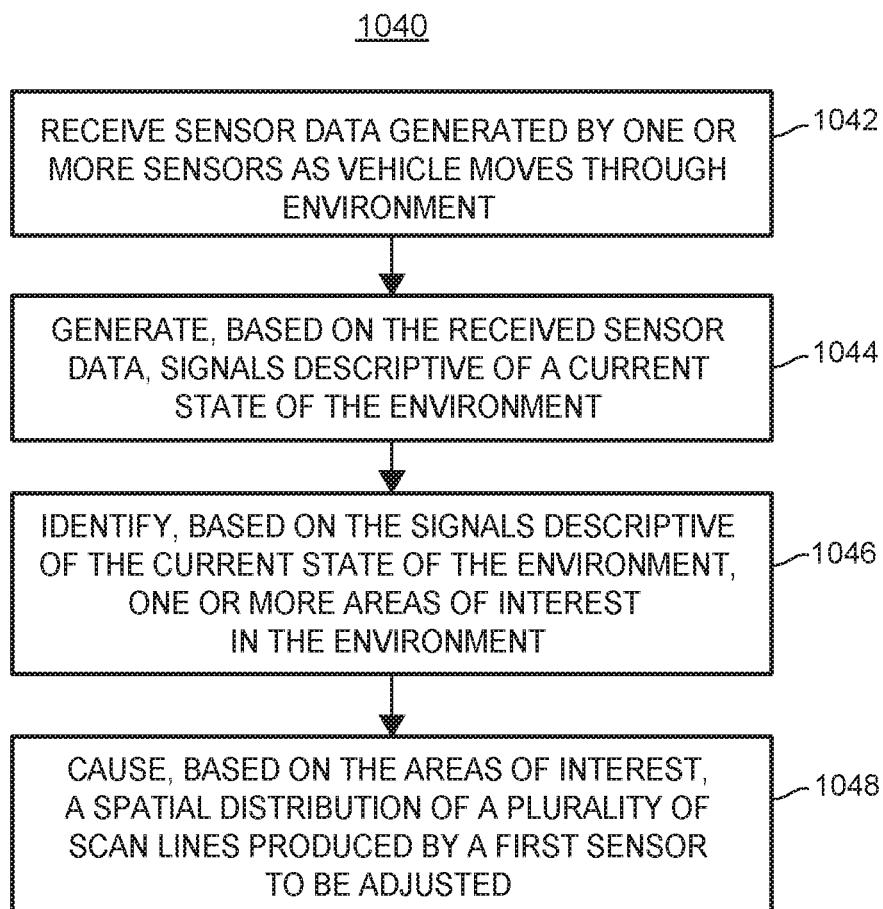 1040
RECEIVE SENSOR DATA GENERATED BY ONE OR
MORE SENSORS AS VEHICLE MOVES THROUGH
ENVIRONMENT
1042
GENERATE, BASED ON THE RECEIVED SENSOR
DATA, SIGNALS DESCRIPTIVE OF A CURRENT
STATE OF THE ENVIRONMENT
1044
IDENTIFY, BASED ON THE SIGNALS DESCRIPTIVE
OF THE CURRENT STATE OF THE ENVIRONMENT,
ONE OR MORE AREAS OF INTEREST
IN THE ENVIRONMENT
1046
CAUSE, BASED ON THE AREAS OF INTEREST,
A SPATIAL DISTRIBUTION OF A PLURALITY OF
SCAN LINES PRODUCED BY A FIRST SENSOR
TO BE ADJUSTED
1048